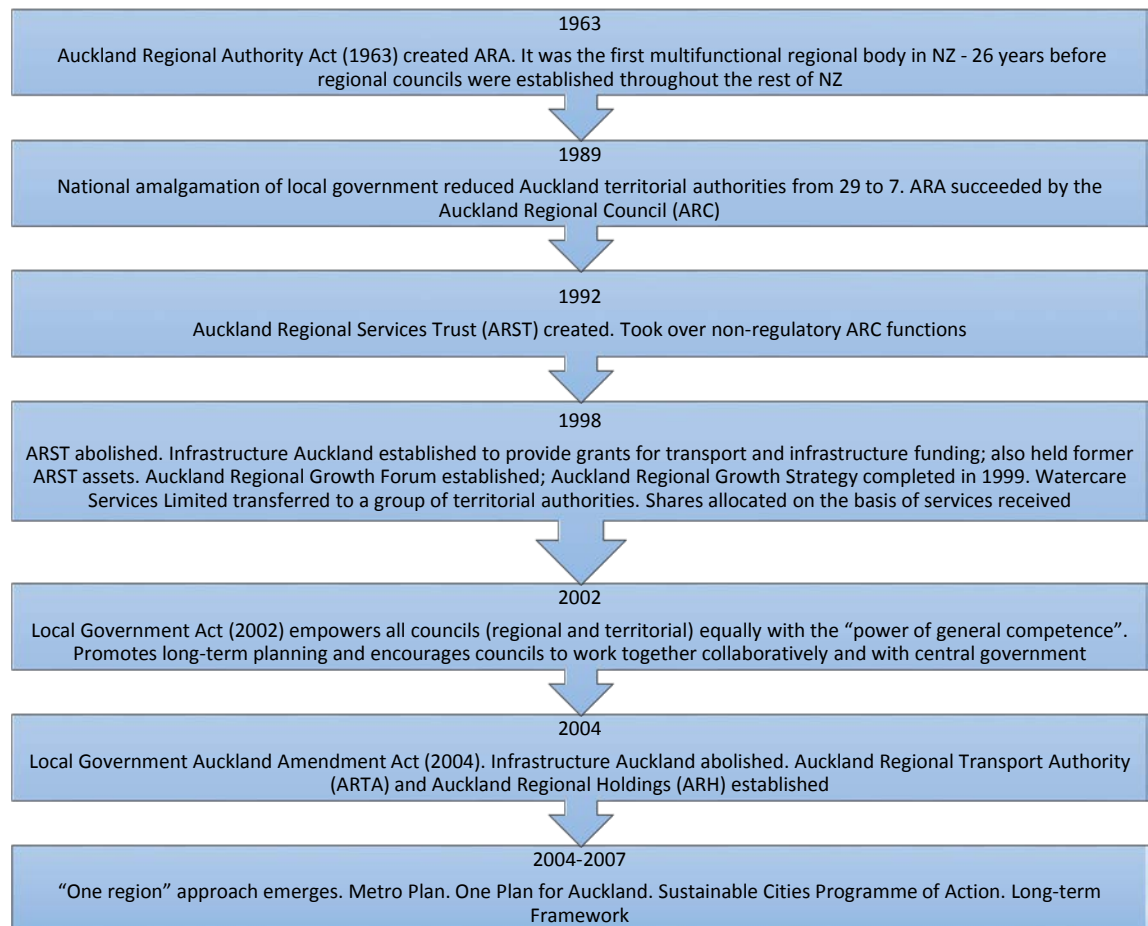 1963
Auckland Regional Authority Act (1963) created ARA. It was the first multifunctional regional body in NZ - 26 years before
regional councils were established throughout the rest of NZ
1989
National amalgamation of local government reduced Auckland territorial authorities from 29 to 7. ARA succeeded by the
Auckland Regional Council (ARC)
1992
Auckland Regional Services Trust (ARST) created. Took over non-regulatory ARC functions
1998
ARST abolished. Infrastructure Auckland established to provide grants for transport and infrastructure funding; also held former
ARST assets. Auckland Regional Growth Forum established; Auckland Regional Growth Strategy completed in 1999. Watercare
Services Limited transferred to a group of territorial authorities. Shares allocated on the basis of services received
2002
Local Government Act (2002) empowers all councils (regional and territorial) equally with the “power of general competence”.
Promotes long-term planning and encourages councils to work together collaboratively and with central government
2004
Local Government Auckland Amendment Act (2004). Infrastructure Auckland abolished. Auckland Regional Transport Authority
(ARTA) and Auckland Regional Holdings (ARH) established
2004-2007
“One region” approach emerges. Metro Plan. One Plan for Auckland. Sustainable Cities Programme of Action. Long-term
Framework